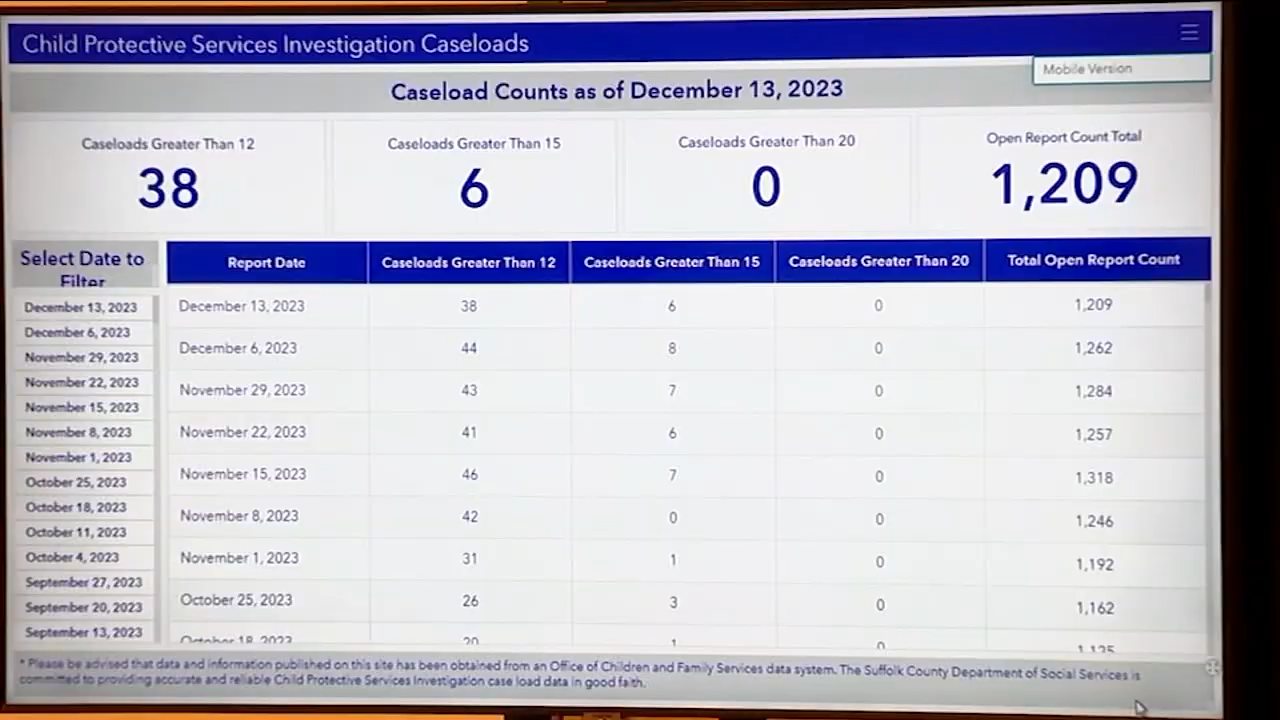 Child Protective Services Investigation Caseloads
Mobile Version
Caseload Counts as of December 13, 2023
Caseloads Greater Than 12
38
Caseloads Greater Than 15
6
Caseloads Greater Than 20
0
Open Report Count Total
1,209
Select Date to
Filter
December 13, 2023
December 6, 2023
November 29, 2023
November 22, 2023
November 15, 2023
November 8, 2023
November 1, 2023
October 25, 2023
October 18, 2023
October 11, 2023
October 4, 2023
September 27, 2023
September 20, 2023
September 13, 2023
Report Date Caseloads Greater Than 12 Caseloads Greater Than 15 Caseloads Greater Than 20 Total Open Report Count
December 13, 2023 38 6 0 1,209
December 6, 2023 44 8 0 1,262
November 29, 2023 43 7 0 1,284
November 22, 2023 41 6 0 1,257
November 15, 2023 46 7 0 1,318
November 8, 2023 42 0 0 1,246
November 1, 2023 31 1 0 1,192
October 25, 2023 26 3 0 1,162
October 18, 2023 20 1 0 1,125
* Please be advised that data and information published on this site has been obtained from an Office of Children and Family Services data system. The Suffolk County Department of Social Services is
committed to providing accurate and reliable Child Protective Services Investigation case load data in good faith.